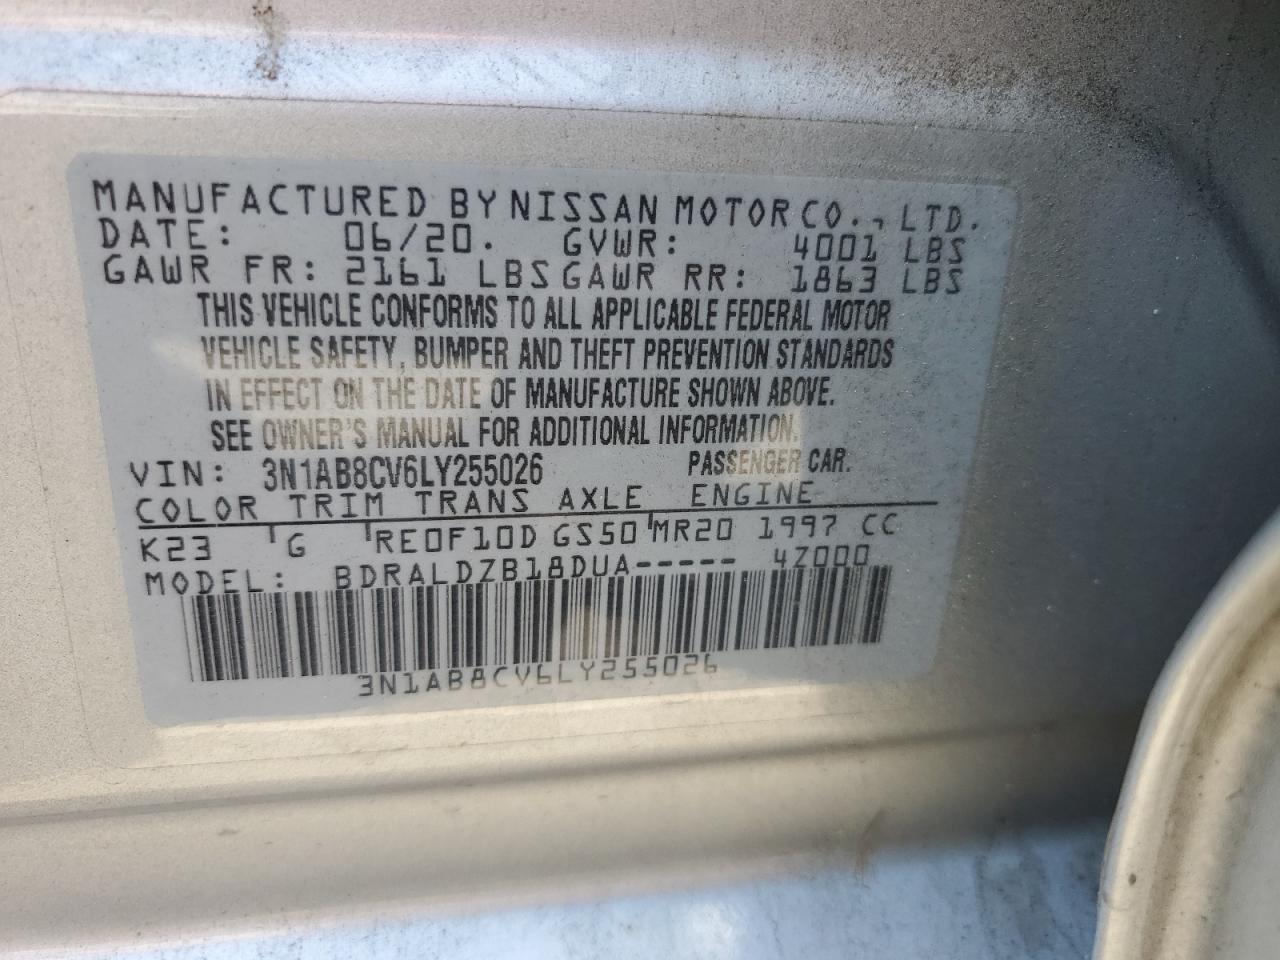 MANUFACTURED BY NISSAN MOTOR CO., LTD.
DATE: 06/20. GVWR: 4001 LBS
GAWR FR: 2161 LBS GAWR RR: 1863 LBS
THIS VEHICLE CONFORMS TO ALL APPLICABLE FEDERAL MOTOR
VEHICLE SAFETY, BUMPER AND THEFT PREVENTION STANDARDS
IN EFFECT ON THE DATE OF MANUFACTURE SHOWN ABOVE.
SEE OWNER'S MANUAL FOR ADDITIONAL INFORMATION.
VIN: 3N1AB8CV6LY255026 PASSENGER CAR.
COLOR TRIM TRANS AXLE ENGINE
K23 G RE0F10D GS50 MR20 1997 CC
MODEL: BDRALDZB18DUA----- 4Z000
3N1AB8CV6LY255026